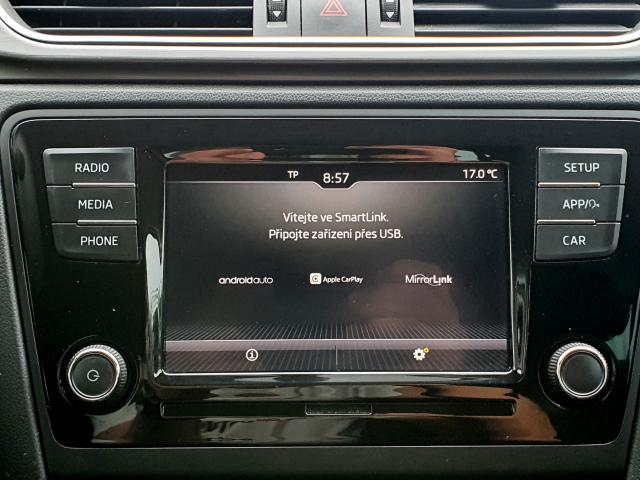 RADIO
MEDIA
PHONE
TP 8:57 17.0 °C
Vítejte ve SmartLink.
Připojte zařízení přes USB.
androidauto Apple CarPlay MirrorLink
SETUP
APP/
CAR